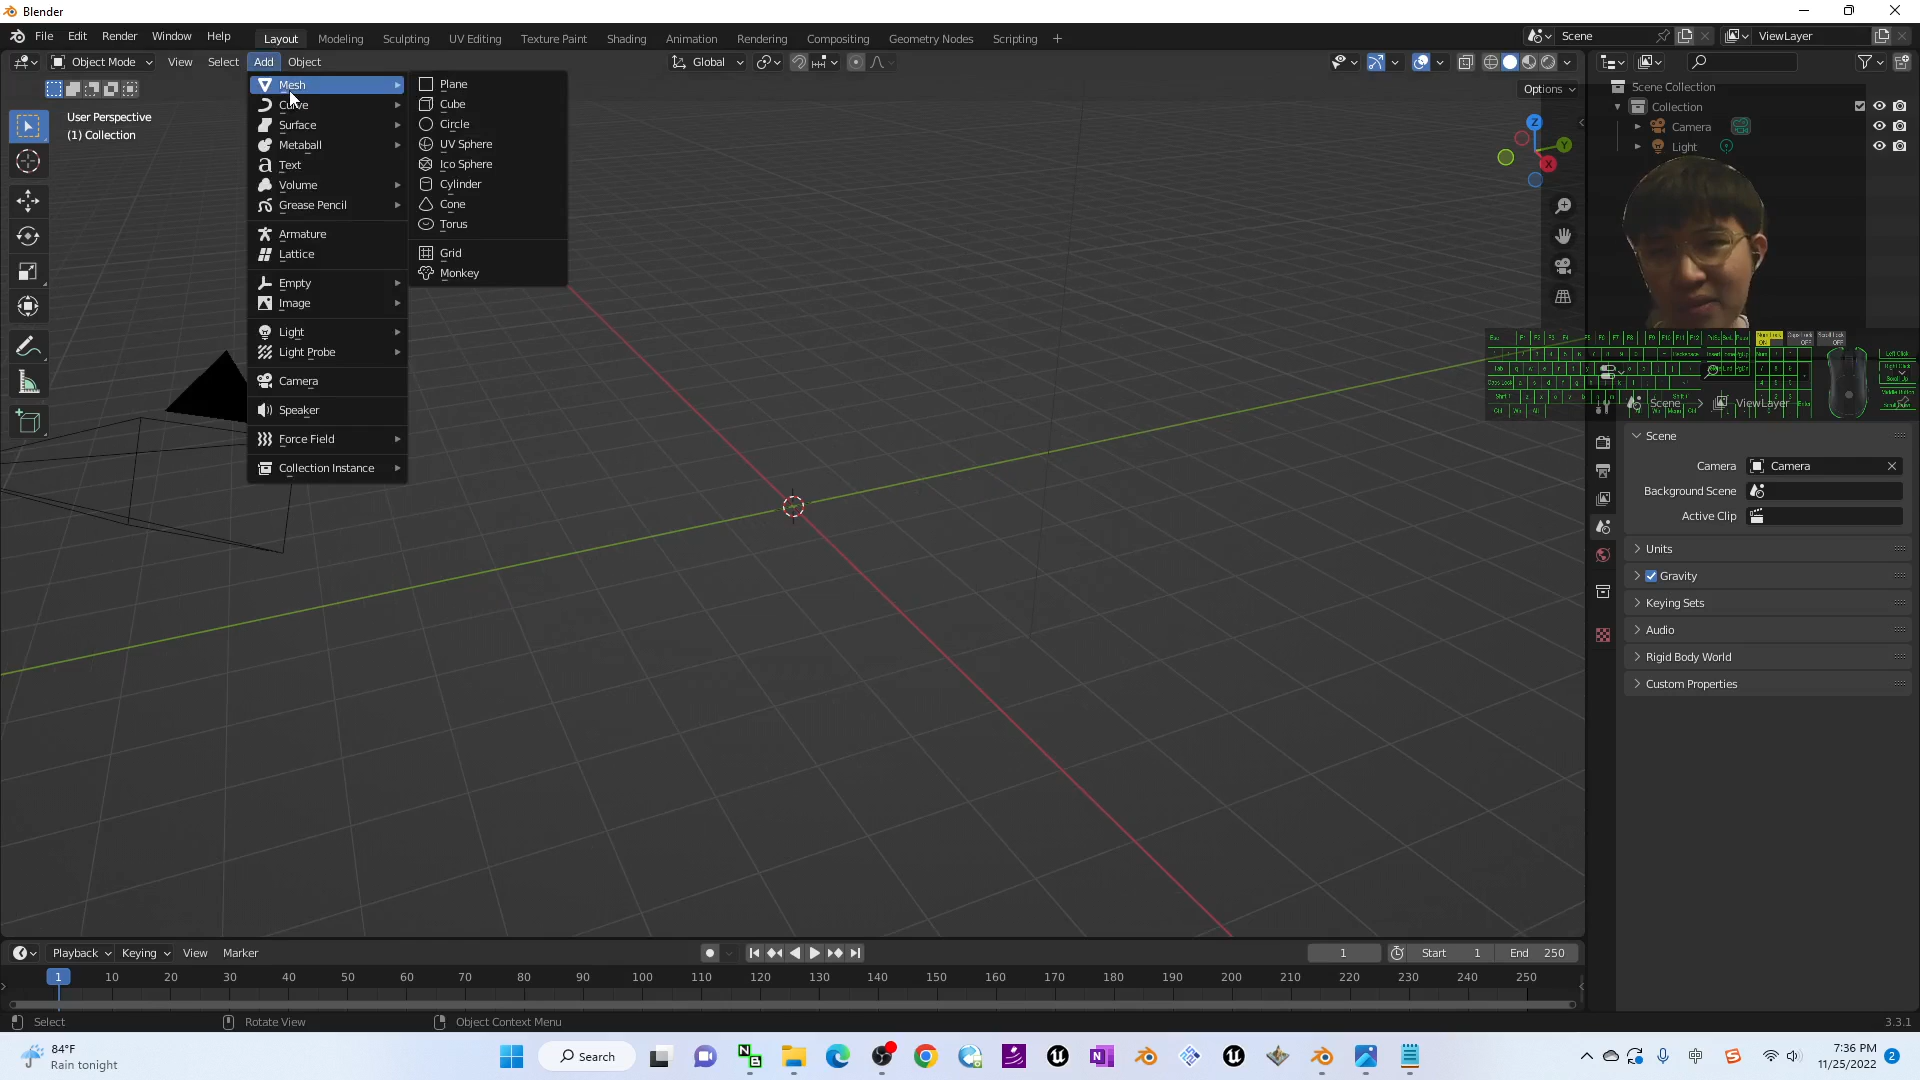 Blender
File Edit Render Window Help
Layout Modeling Sculpting UV Editing Texture Paint Shading Animation Rendering Compositing Geometry Nodes Scripting +
Scene
ViewLayer
Object Mode View Select Add Object
Global
Options
User Perspective
(1) Collection
Mesh
Curve
Surface
Metaball
Text
Volume
Grease Pencil
Armature
Lattice
Empty
Image
Light
Light Probe
Camera
Speaker
Force Field
Collection Instance
Plane
Cube
Circle
UV Sphere
Ico Sphere
Cylinder
Cone
Torus
Grid
Monkey
Z
Y
X
Scene Collection
Collection
Camera
Light
Scene ViewLayer
Scene
Camera Camera
Background Scene
Active Clip
Units
Gravity
Keying Sets
Audio
Rigid Body World
Custom Properties
Playback Keying View Marker
1 Start 1 End 250
1 10 20 30 40 50 60 70 80 90 100 110 120 130 140 150 160 170 180 190 200 210 220 230 240 250
Select Rotate View Object Context Menu 3.3.1
84°F
Rain tonight
Search
中
7:36 PM
11/25/2022
2